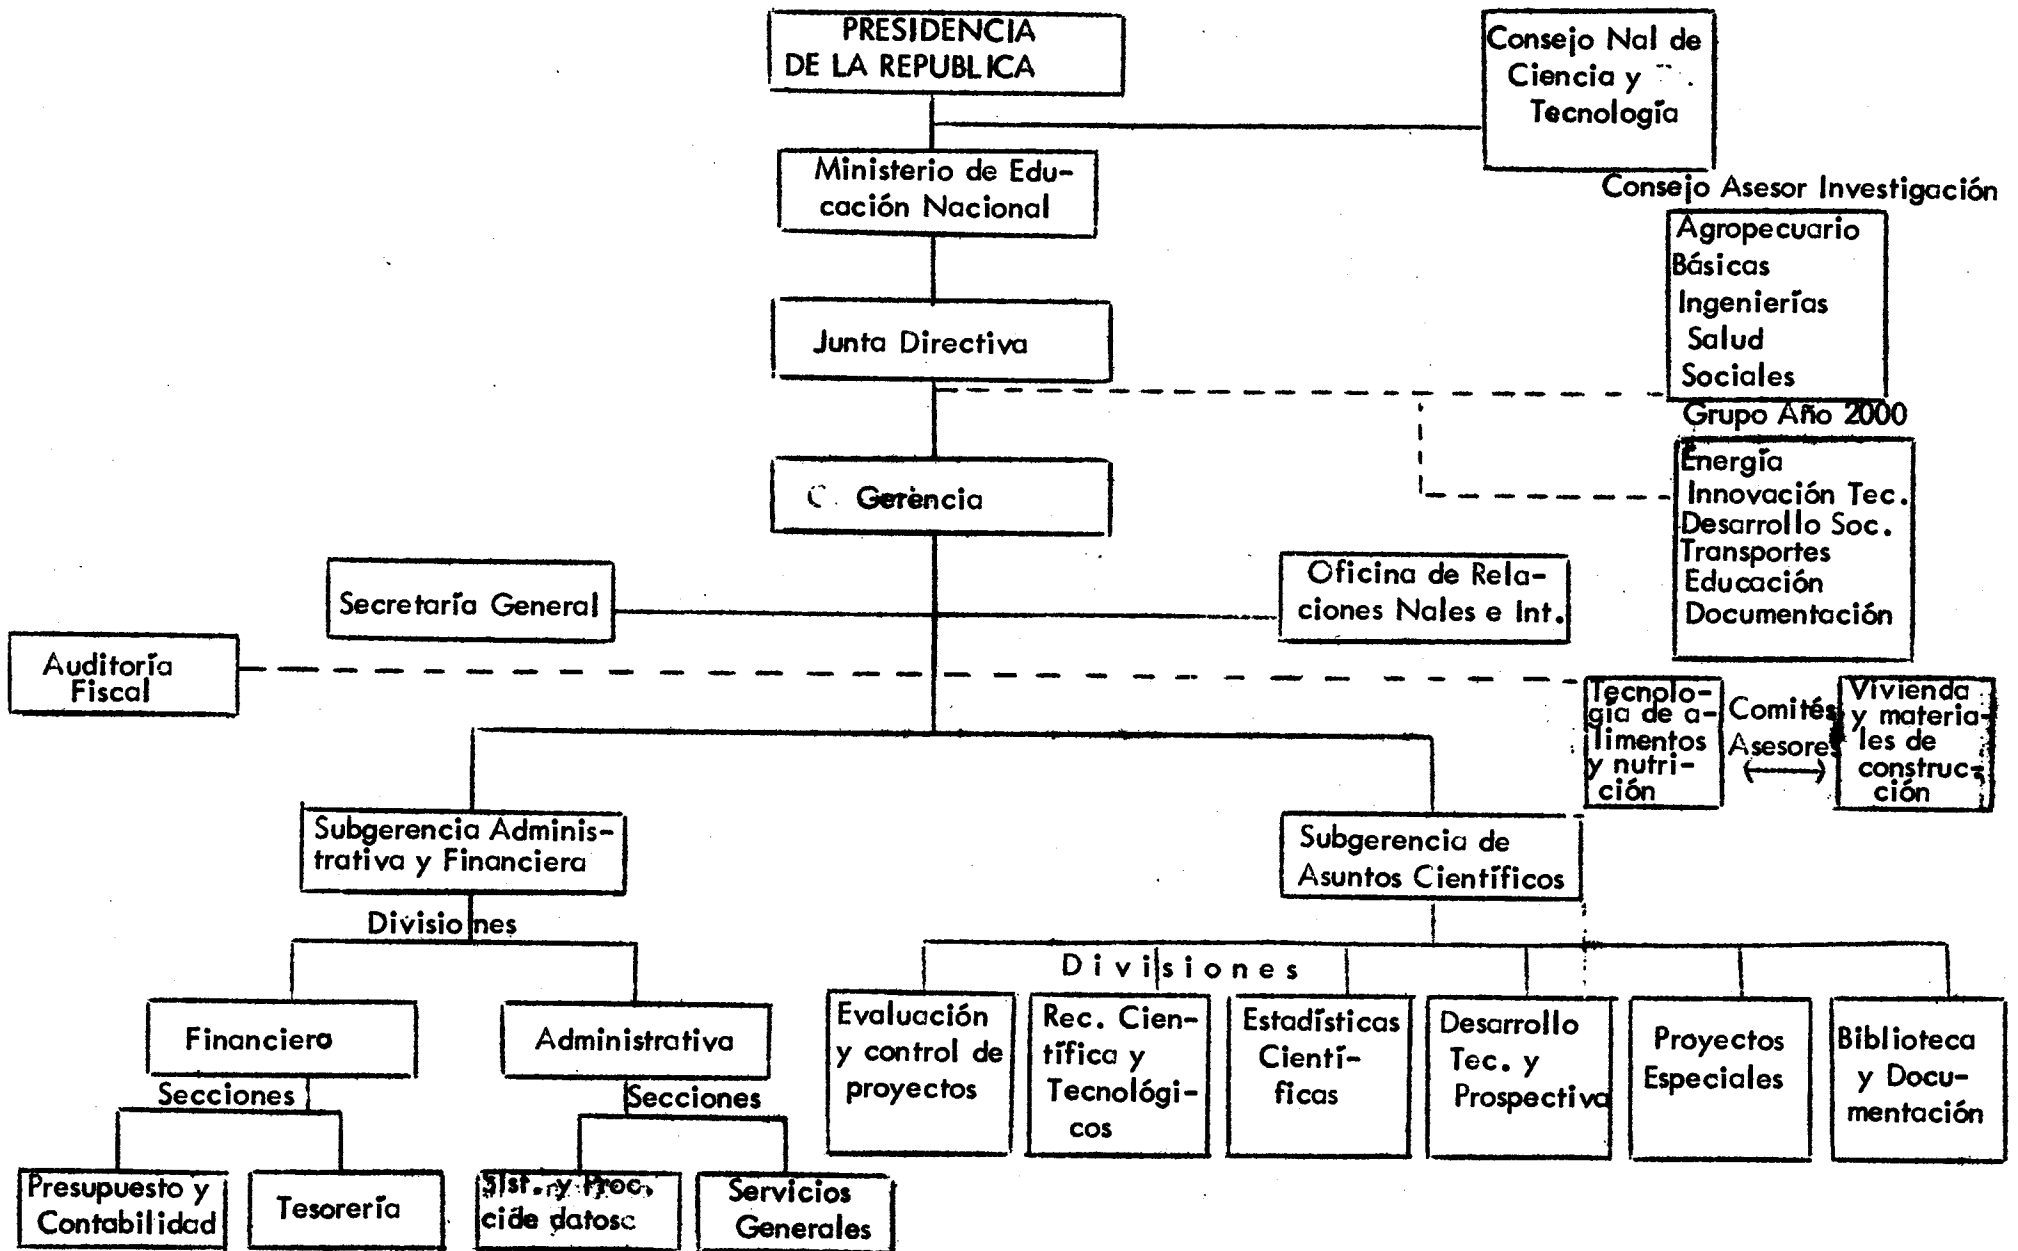 PRESIDENCIA
DE LA REPUBLICA
Consejo Nal de
Ciencia y
Tecnología
Ministerio de Edu-
cación Nacional
Consejo Asesor Investigación
Agropecuario
Básicas
Ingenierías
Salud
Sociales
Junta Directiva
Grupo Año 2000
Energía
Innovación Tec.
Desarrollo Soc.
Transportes
Educación
Documentación
Gerencia
Secretaría General
Oficina de Rela-
ciones Nales e Int.
Auditoría
Fiscal
Tecnolo-
gía de a-
limentos
y nutri-
ción
Comités
Asesores
Vivienda
y materia-
les de
construc-
ción
Subgerencia Adminis-
trativa y Financiera
Subgerencia de
Asuntos Científicos
Divisiones
Divisiones
Financiero
Administrativa
Evaluación
y control de
proyectos
Rec. Cien-
tífica y
Tecnológi-
cos
Estadísticas
Cientí-
ficas
Desarrollo
Tec. y
Prospectiva
Proyectos
Especiales
Biblioteca
y Docu-
mentación
Secciones
Secciones
Presupuesto y
Contabilidad
Tesorería
Sist. y Proc.
datos
Servicios
Generales